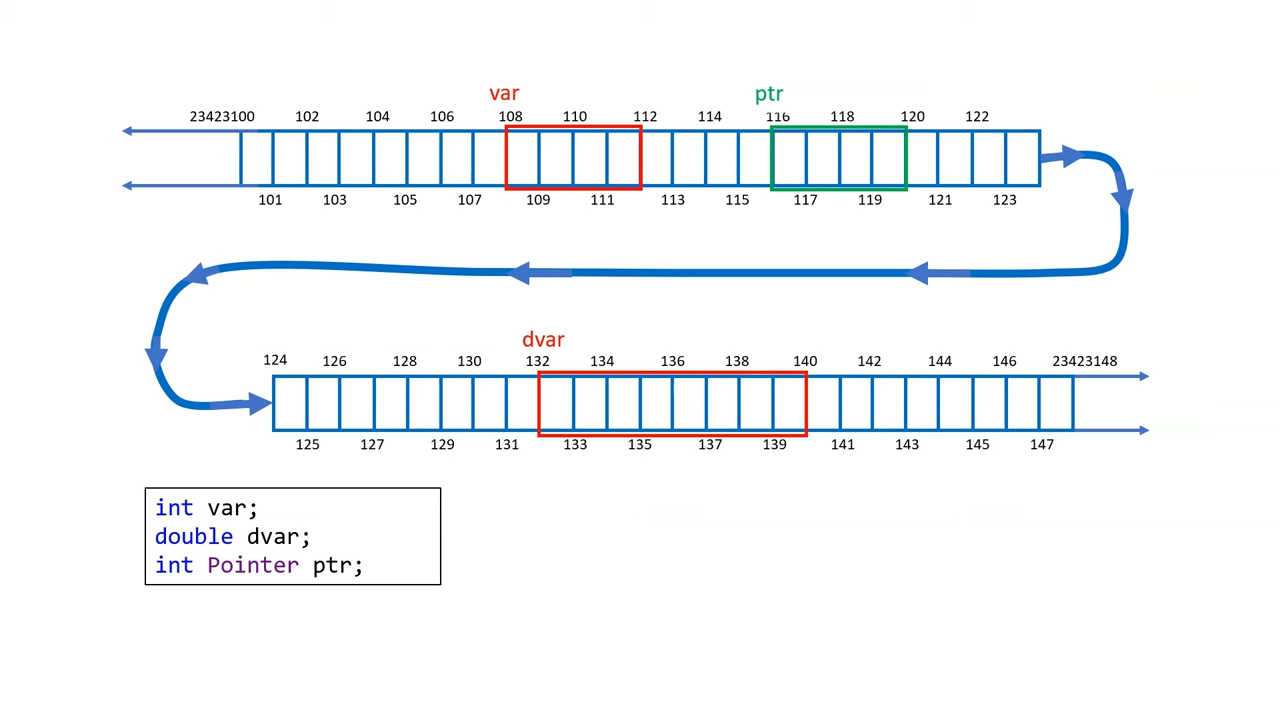 var ptr
23423100 102 104 106 108 110 112 114 116 118 120 122
101 103 105 107 109 111 113 115 117 119 121 123
dvar
124 126 128 130 132 134 136 138 140 142 144 146 23423148
125 127 129 131 133 135 137 139 141 143 145 147
int var;
double dvar;
int Pointer ptr;